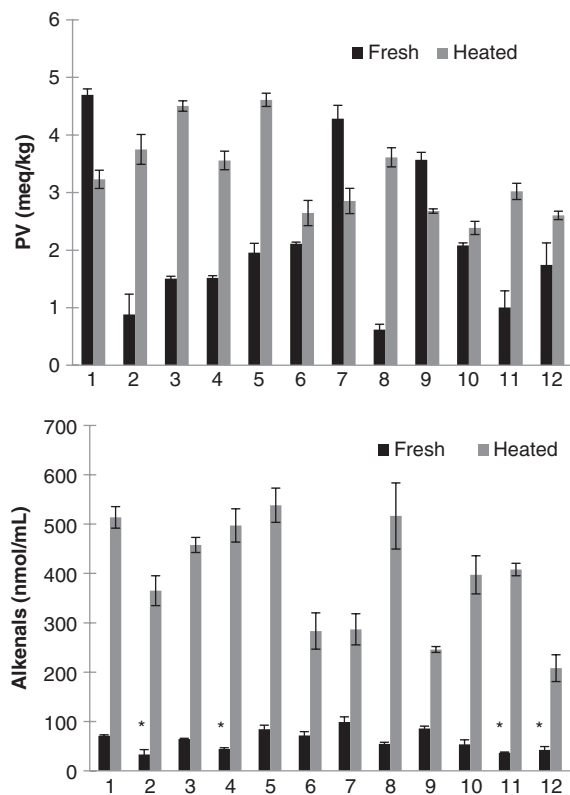 6
Fresh Heated
5
4
PV (meq/kg)
3
2
1
0
1 2 3 4 5 6 7 8 9 10 11 12
700
Fresh Heated
600
500
400
Alkenals (nmol/mL)
300
200
100
* * * *
0
1 2 3 4 5 6 7 8 9 10 11 12